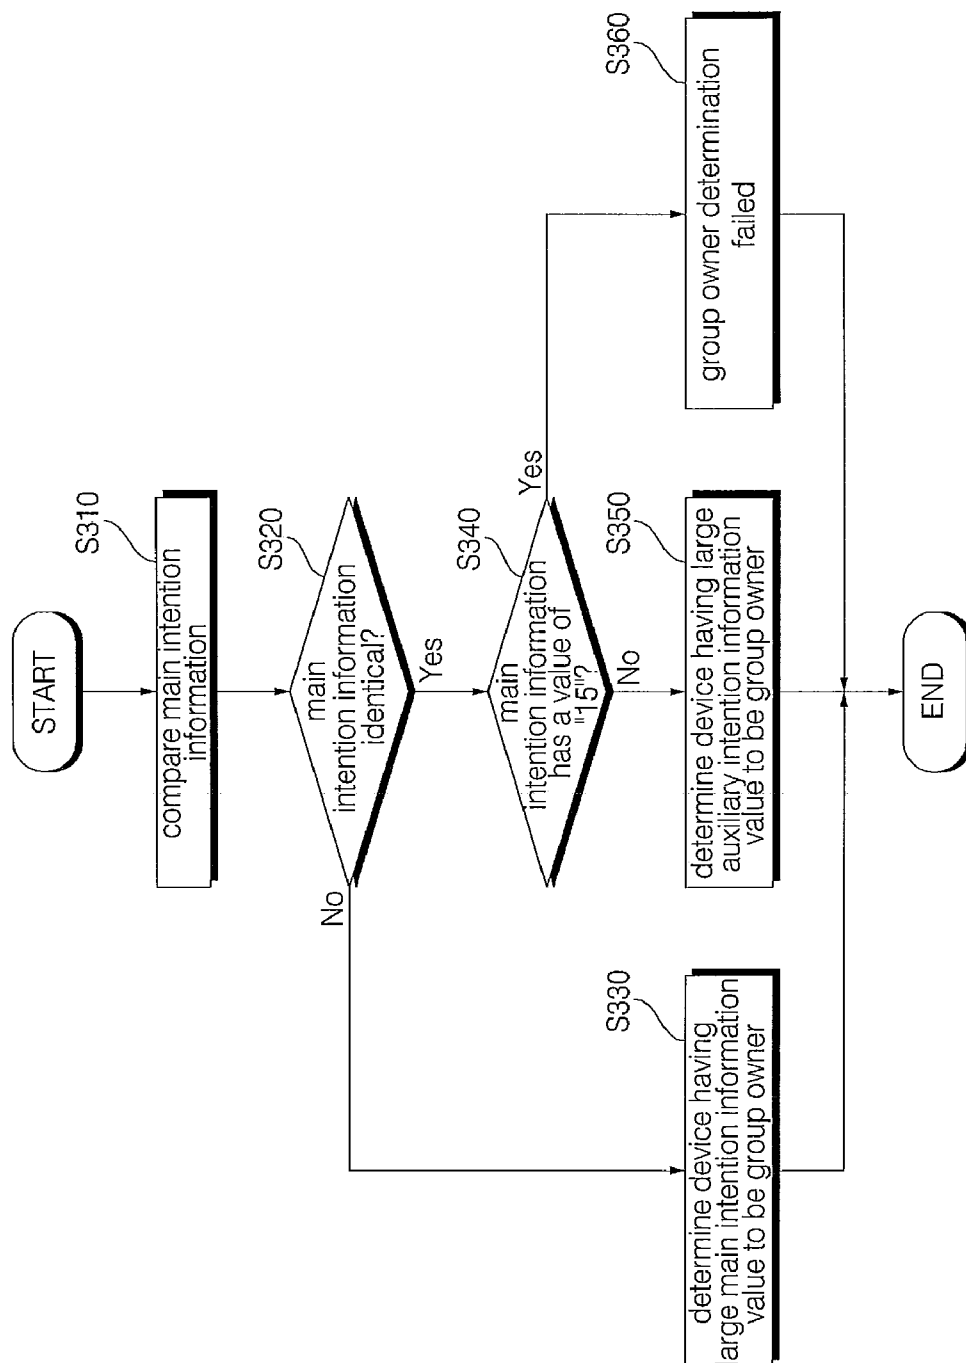 START
S310
compare main intention
information
S320
main
intention information
identical?
No
Yes
S330
determine device having
large main intention information
value to be group owner
S340
main
intention information
has a value of
"15"?
Yes
No
S350
determine device having large
auxiliary intention information
value to be group owner
S360
group owner determination
failed
END